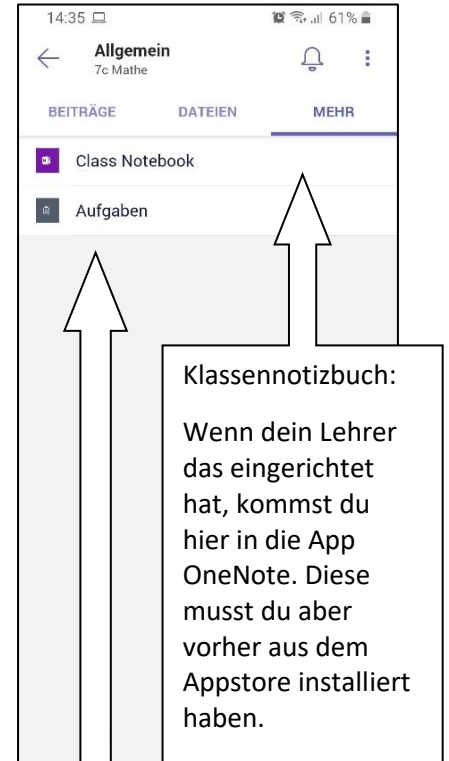 14:35 61%
Allgemein
7c Mathe
BEITRÄGE DATEIEN MEHR
Class Notebook
Aufgaben
Klassennotizbuch:
Wenn dein Lehrer
das eingerichtet
hat, kommst du
hier in die App
OneNote. Diese
musst du aber
vorher aus dem
Appstore installiert
haben.